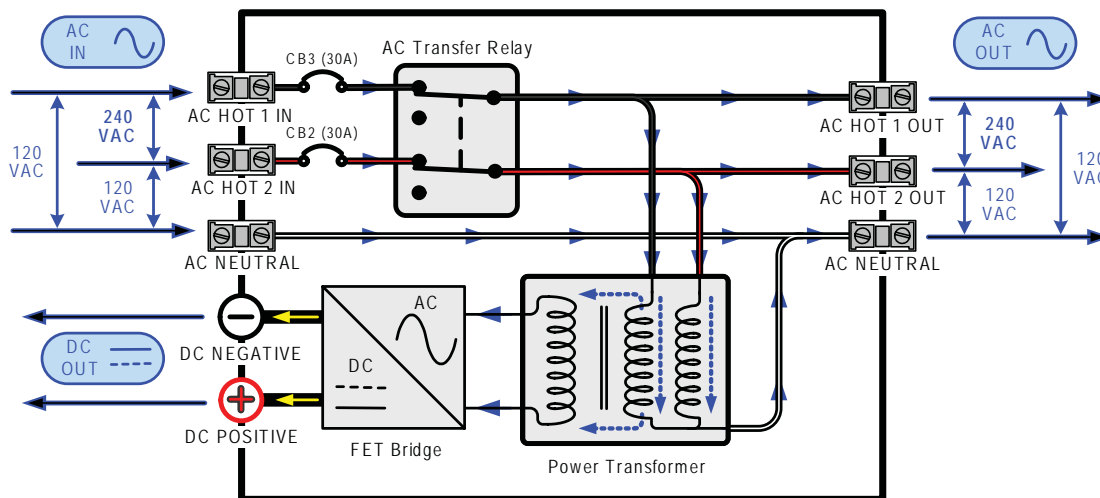 AC
IN
CB3 (30A)
AC Transfer Relay
AC
OUT
AC HOT 1 IN
AC HOT 1 OUT
240
VAC
CB2 (30A)
240
VAC
120
VAC
120
VAC
AC HOT 2 IN
AC HOT 2 OUT
120
VAC
120
VAC
AC NEUTRAL
AC NEUTRAL
AC
DC NEGATIVE
DC
OUT
DC
DC POSITIVE
FET Bridge
Power Transformer